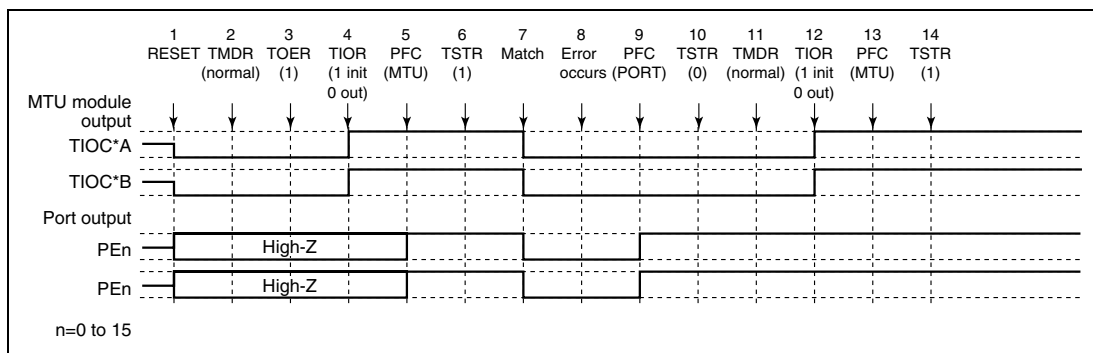 1 2 3 4 5 6 7 8 9 10 11 12 13 14
RESET TMDR TOER TIOR PFC TSTR Match Error PFC TSTR TMDR TIOR PFC TSTR
(normal) (1) (1 init (MTU) (1) occurs (PORT) (0) (normal) (1 init (MTU) (1)
0 out) 0 out)
MTU module
output
TIOC*A
TIOC*B
Port output
PEn High-Z
PEn High-Z
n=0 to 15